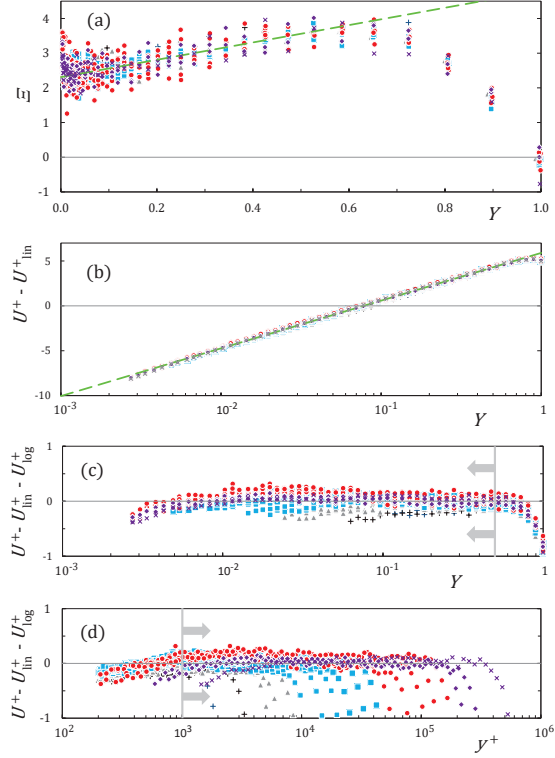 (a)
4
3
2
1
0
-1
Ξ
0.0 0.2 0.4 0.6 0.8 1.0
Y
(b)
5
0
-5
-10
U⁺ - U⁺lin
10⁻³ 10⁻² 10⁻¹ 1
Y
(c)
1
0
-1
U⁺- U⁺lin - U⁺log
10⁻³ 10⁻² 10⁻¹ 1
Y
(d)
1
0
-1
U⁺- U⁺lin - U⁺log
10² 10³ 10⁴ 10⁵ 10⁶
y⁺